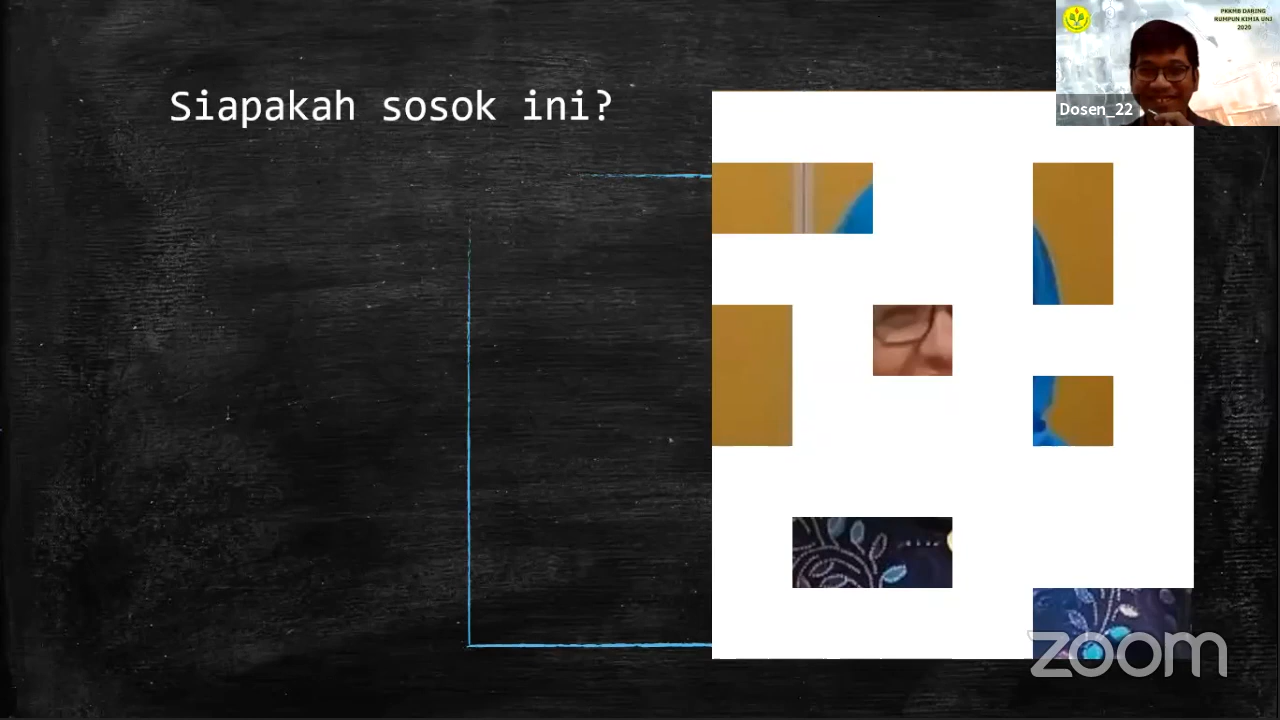 PKKMB DARING
RUMPUN KIMIA UNJ
2020
Siapakah sosok ini?
Dosen_22
zoom